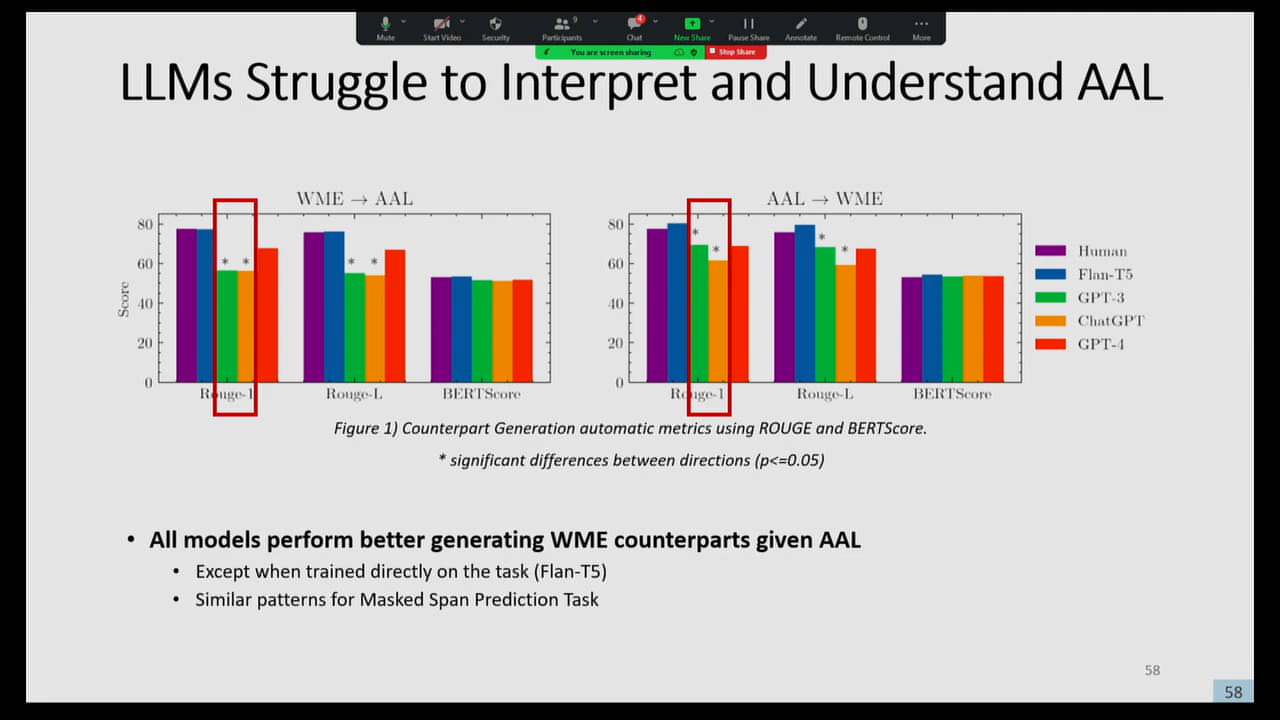 Mute
Start Video
Security
Participants
9
Chat
4
New Share
Pause Share
Annotate
Remote Control
More
You are screen sharing
Stop Share
LLMs Struggle to Interpret and Understand AAL
WME → AAL
80
60
40
20
0
Score
* * * *
Rouge-1 Rouge-L BERTScore
AAL → WME
80
60
40
20
0
* * * *
Rouge-1 Rouge-L BERTScore
Human
Flan-T5
GPT-3
ChatGPT
GPT-4
Figure 1) Counterpart Generation automatic metrics using ROUGE and BERTScore.
* significant differences between directions (p<=0.05)
• All models perform better generating WME counterparts given AAL
• Except when trained directly on the task (Flan-T5)
• Similar patterns for Masked Span Prediction Task
58
58